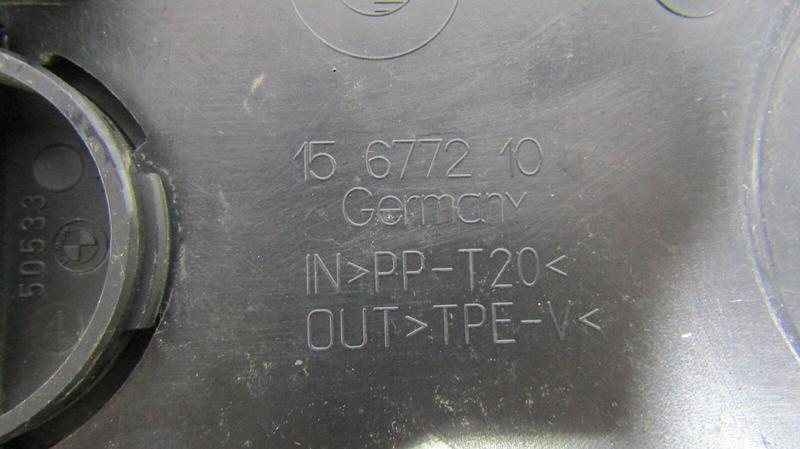 15 6772 10
Germany
IN>PP-T20<
OUT>TPE-V<
50533